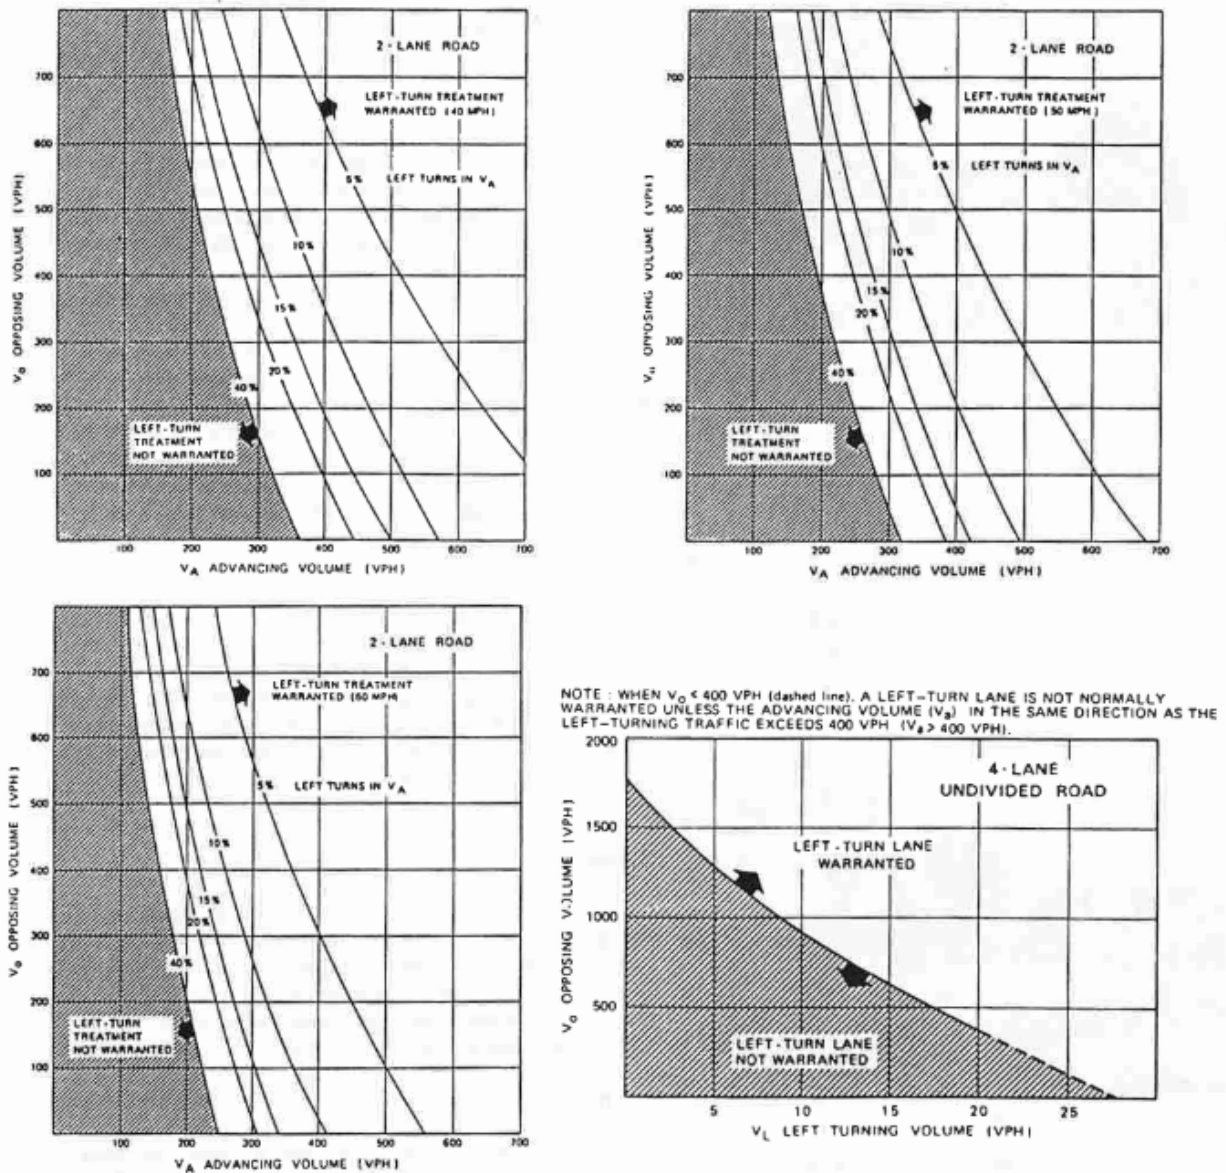 2-LANE ROAD
LEFT-TURN TREATMENT
WARRANTED (40 MPH)
5% LEFT TURNS IN VA
10%
15%
20%
40%
LEFT-TURN
TREATMENT
NOT WARRANTED
700
600
500
400
300
200
100
VO OPPOSING VOLUME (VPH)
100 200 300 400 500 600 700
VA ADVANCING VOLUME (VPH)
2-LANE ROAD
LEFT-TURN TREATMENT
WARRANTED (50 MPH)
5% LEFT TURNS IN VA
10%
15%
20%
40%
LEFT-TURN
TREATMENT
NOT WARRANTED
700
600
500
400
300
200
100
VO OPPOSING VOLUME (VPH)
100 200 300 400 500 600 700
VA ADVANCING VOLUME (VPH)
2-LANE ROAD
LEFT-TURN TREATMENT
WARRANTED (60 MPH)
5% LEFT TURNS IN VA
10%
15%
20%
40%
LEFT-TURN
TREATMENT
NOT WARRANTED
700
600
500
400
300
200
100
VO OPPOSING VOLUME (VPH)
100 200 300 400 500 600 700
VA ADVANCING VOLUME (VPH)
NOTE : WHEN VO < 400 VPH (dashed line), A LEFT-TURN LANE IS NOT NORMALLY
WARRANTED UNLESS THE ADVANCING VOLUME (Va) IN THE SAME DIRECTION AS THE
LEFT-TURNING TRAFFIC EXCEEDS 400 VPH (Va > 400 VPH).
4-LANE
UNDIVIDED ROAD
LEFT-TURN LANE
WARRANTED
LEFT-TURN LANE
NOT WARRANTED
2000
1500
1000
500
VO OPPOSING VOLUME (VPH)
5 10 15 20 25
VL LEFT TURNING VOLUME (VPH)